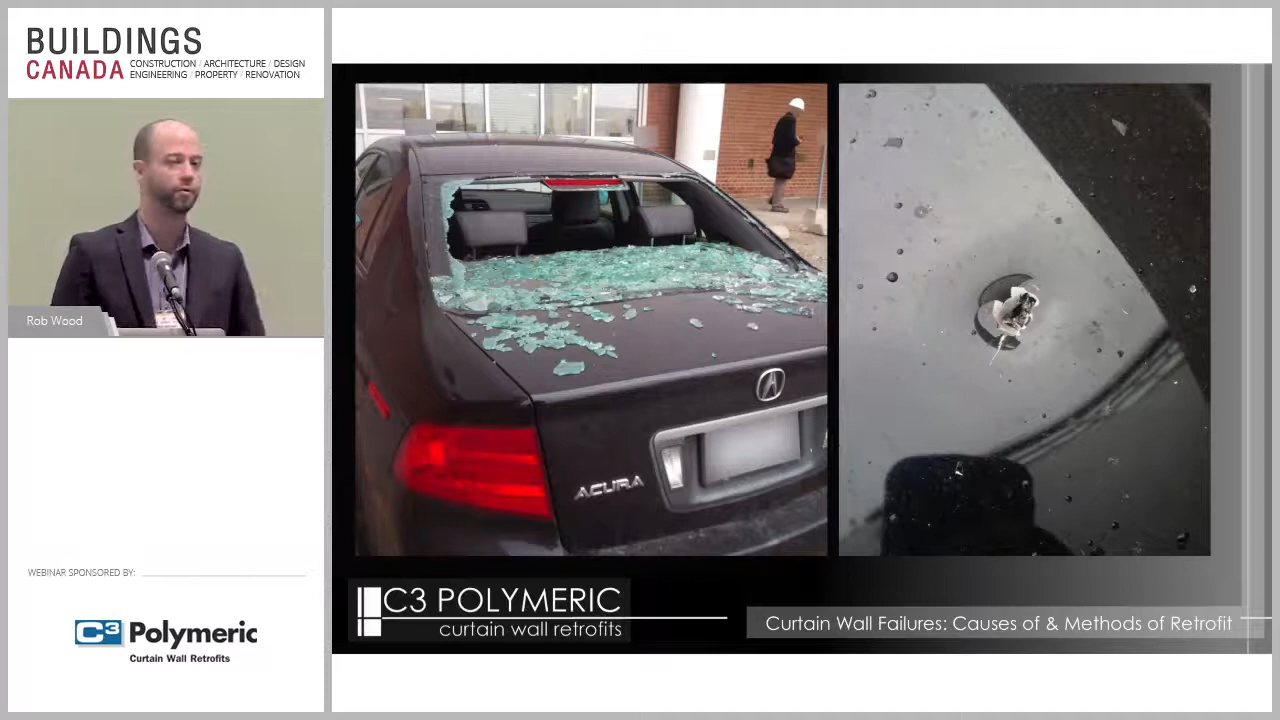 BUILDINGS
CANADA
CONSTRUCTION / ARCHITECTURE / DESIGN
ENGINEERING / PROPERTY / RENOVATION
Rob Wood
WEBINAR SPONSORED BY:
C3 Polymeric
Curtain Wall Retrofits
ACURA
C3 POLYMERIC
curtain wall retrofits
Curtain Wall Failures: Causes of & Methods of Retrofit